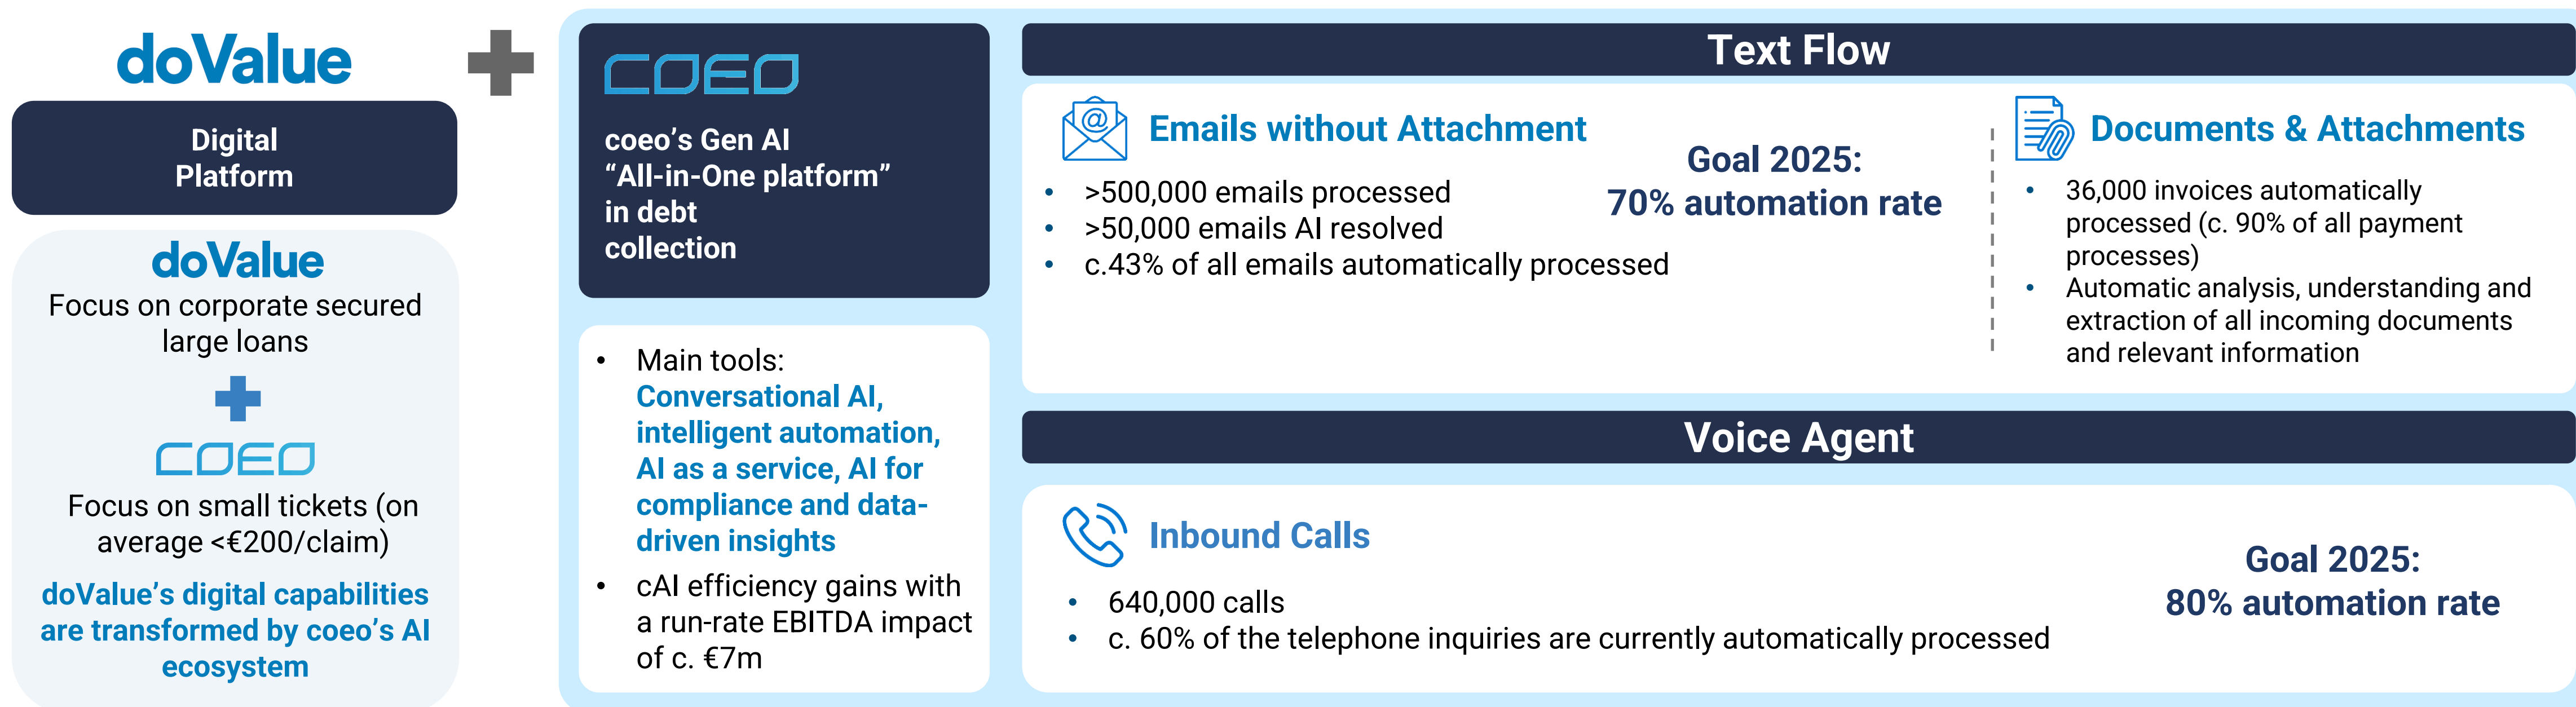 doValue
Digital
Platform
doValue
Focus on corporate secured
large loans
coeo
Focus on small tickets (on
average <€200/claim)
doValue’s digital capabilities
are transformed by coeo’s AI
ecosystem
coeo
coeo’s Gen AI
“All-in-One platform”
in debt
collection
• Main tools:
Conversational AI,
intelligent automation,
AI as a service, AI for
compliance and data-
driven insights
• cAI efficiency gains with
a run-rate EBITDA impact
of c. €7m
Text Flow
@
Emails without Attachment
• >500,000 emails processed
• >50,000 emails AI resolved
• c.43% of all emails automatically processed
Goal 2025:
70% automation rate
Documents & Attachments
• 36,000 invoices automatically
processed (c. 90% of all payment
processes)
• Automatic analysis, understanding and
extraction of all incoming documents
and relevant information
Voice Agent
Inbound Calls
• 640,000 calls
• c. 60% of the telephone inquiries are currently automatically processed
Goal 2025:
80% automation rate